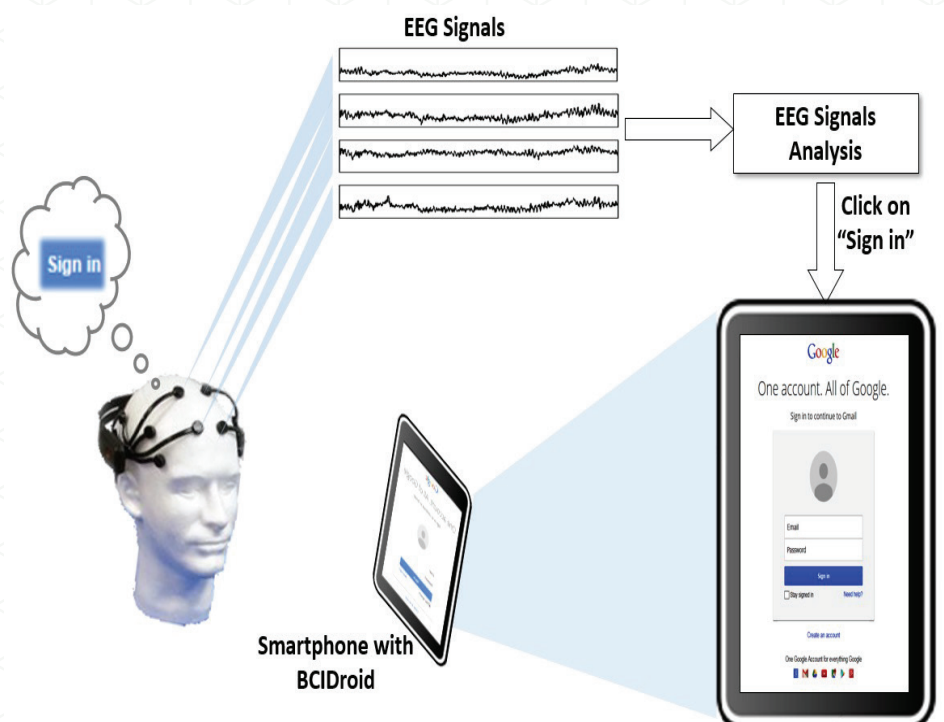 EEG Signals
EEG Signals
Analysis
Click on
“Sign in”
Sign in
Google
One account. All of Google.
Sign in to continue to Gmail
Email
Password
Sign in
Stay signed in Need help?
Create an account
One Google Account for everything Google
Smartphone with
BCIDroid